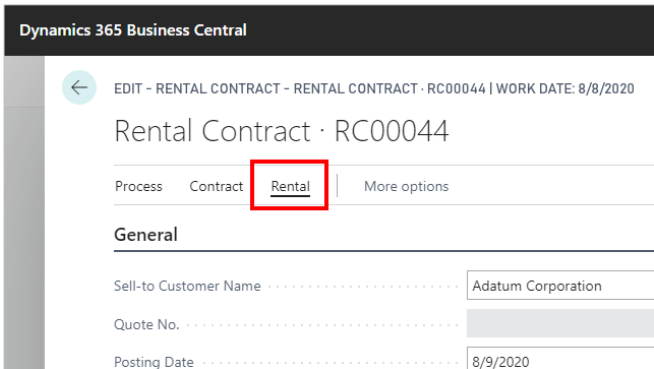 Dynamics 365 Business Central
EDIT - RENTAL CONTRACT - RENTAL CONTRACT · RC00044 | WORK DATE: 8/8/2020
Rental Contract · RC00044
Process Contract Rental More options
General
Sell-to Customer Name Adatum Corporation
Quote No.
Posting Date 8/9/2020